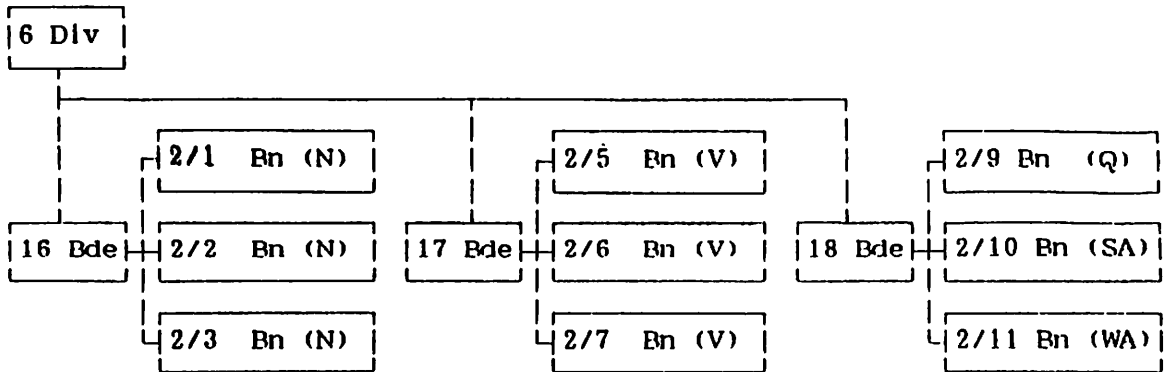 6 Div
2/1 Bn (N)
2/5 Bn (V)
2/9 Bn (Q)
16 Bde
2/2 Bn (N)
17 Bde
2/6 Bn (V)
18 Bde
2/10 Bn (SA)
2/3 Bn (N)
2/7 Bn (V)
2/11 Bn (WA)